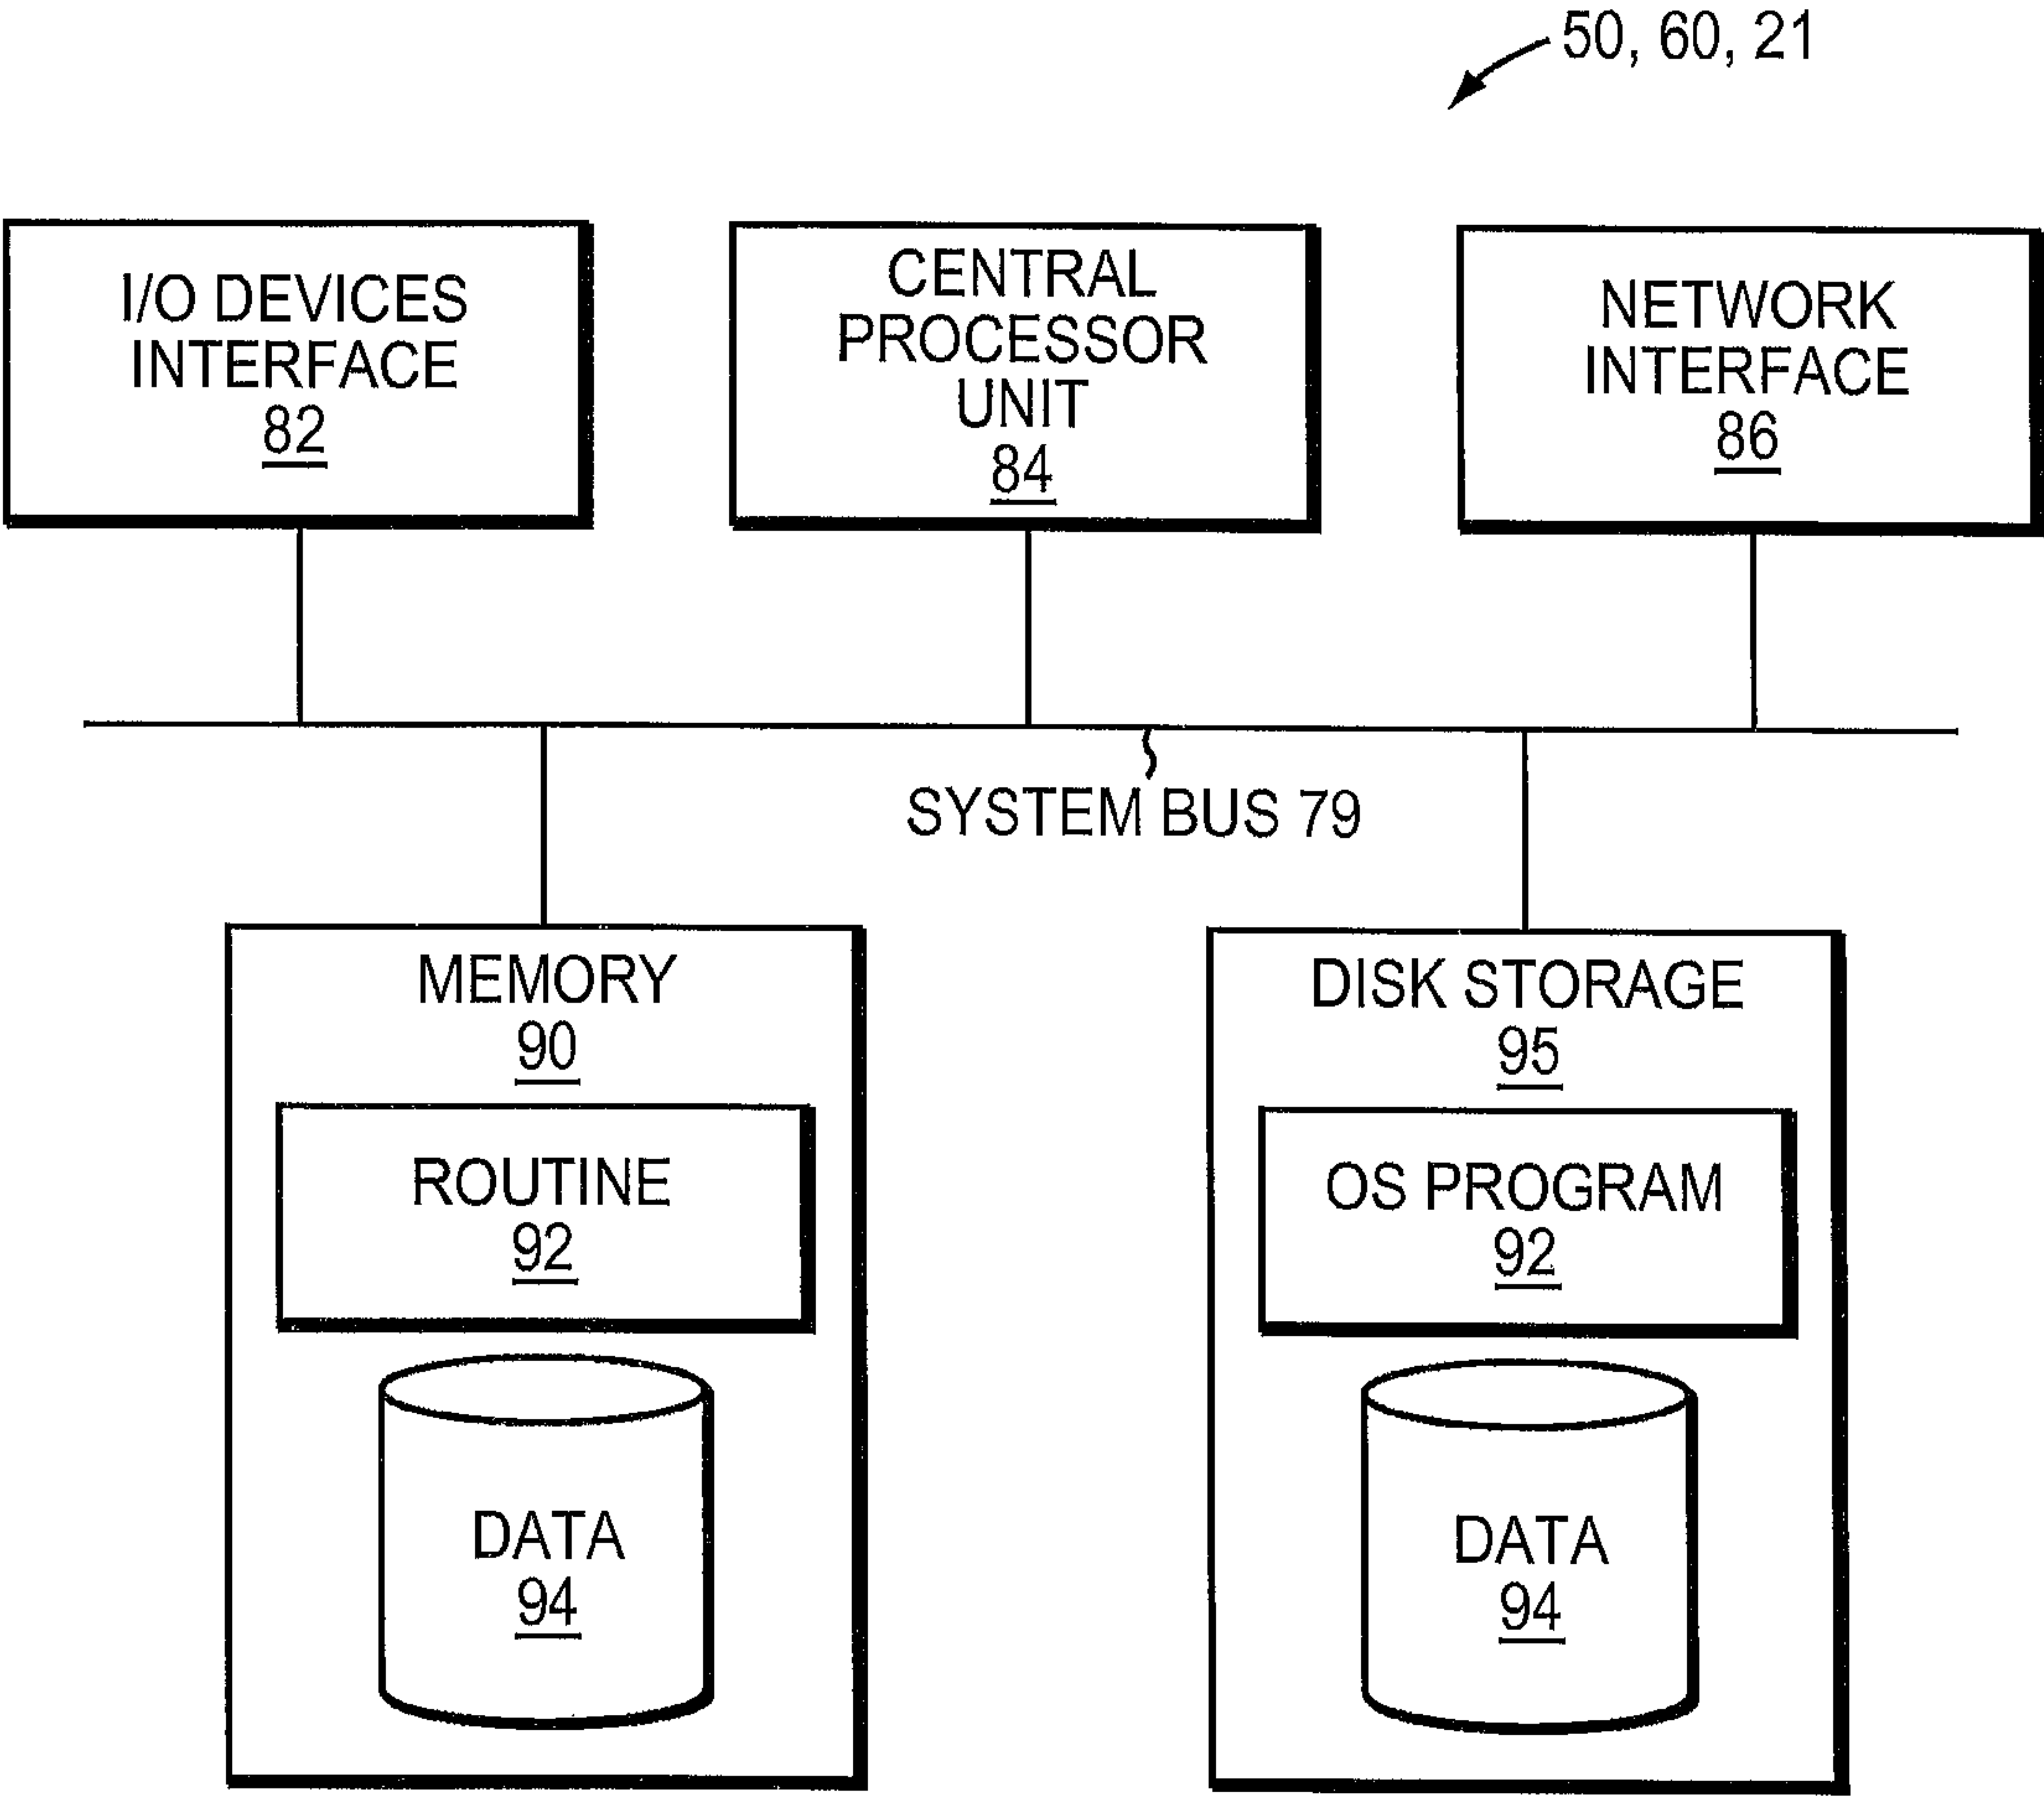 50, 60, 21
I/O DEVICES
INTERFACE
82
CENTRAL
PROCESSOR
UNIT
84
NETWORK
INTERFACE
86
SYSTEM BUS 79
MEMORY
90
ROUTINE
92
DATA
94
DISK STORAGE
95
OS PROGRAM
92
DATA
94